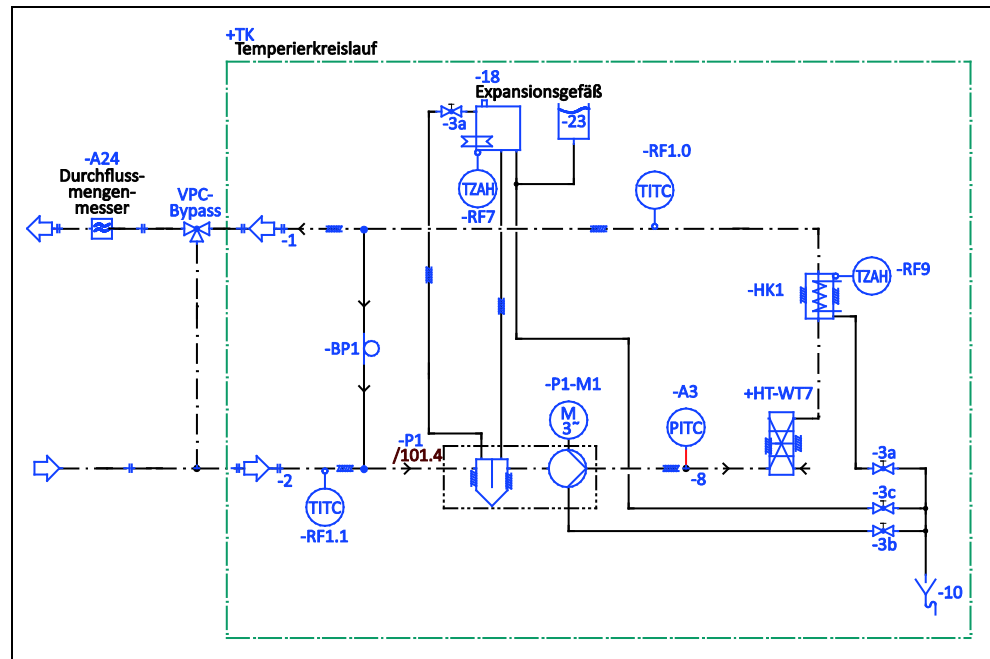 +TK
Temperierkreislauf
-18
Expansionsgefäß
-3a
-23
-A24
Durchfluss-
mengen-
messer
VPC-
Bypass
TZAH
-RF7
-RF1.0
TITC
-1
-HK1
TZAH
-RF9
-BP1
-P1-M1
M
3~
-A3
PITC
+HT-WT7
-P1
/101.4
-2
TITC
-RF1.1
-8
-3a
-3c
-3b
-10